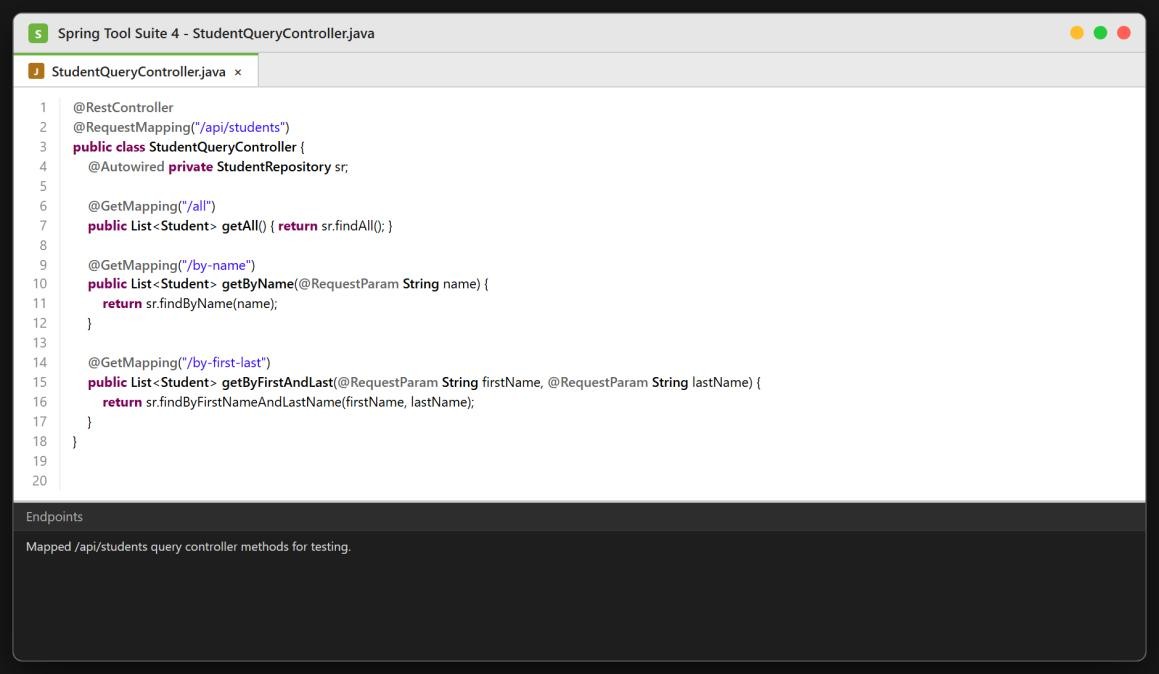 S Spring Tool Suite 4 - StudentQueryController.java
J StudentQueryController.java ×
1 @RestController
2 @RequestMapping("/api/students")
3 public class StudentQueryController {
4 @Autowired private StudentRepository sr;
5
6 @GetMapping("/all")
7 public List<Student> getAll() { return sr.findAll(); }
8
9 @GetMapping("/by-name")
10 public List<Student> getByName(@RequestParam String name) {
11 return sr.findByName(name);
12 }
13
14 @GetMapping("/by-first-last")
15 public List<Student> getByFirstAndLast(@RequestParam String firstName, @RequestParam String lastName) {
16 return sr.findByFirstNameAndLastName(firstName, lastName);
17 }
18 }
19
20
Endpoints
Mapped /api/students query controller methods for testing.